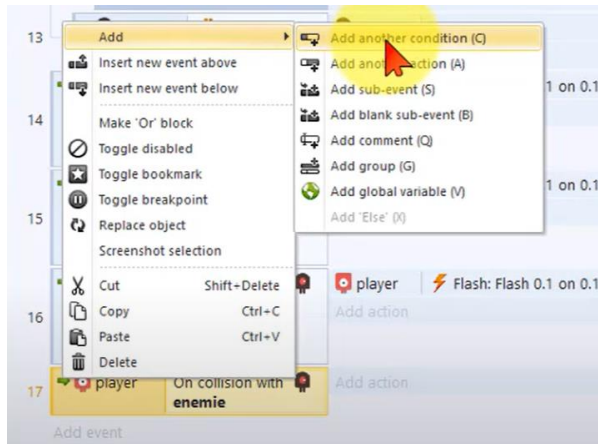 13
Add
Add another condition (C)
Insert new event above
Add another action (A)
Insert new event below
Add sub-event (S)
1 on 0.1
Add blank sub-event (B)
14
Make 'Or' block
Add comment (Q)
Toggle disabled
Add group (G)
Toggle bookmark
1 on 0.1
Toggle breakpoint
Add global variable (V)
15
Replace object
Add 'Else' (X)
Screenshot selection
Cut Shift+Delete
player Flash: Flash 0.1 on 0.1
Copy Ctrl+C
Add action
16
Paste Ctrl+V
Delete
17
player On collision with
enemie
Add action
Add event